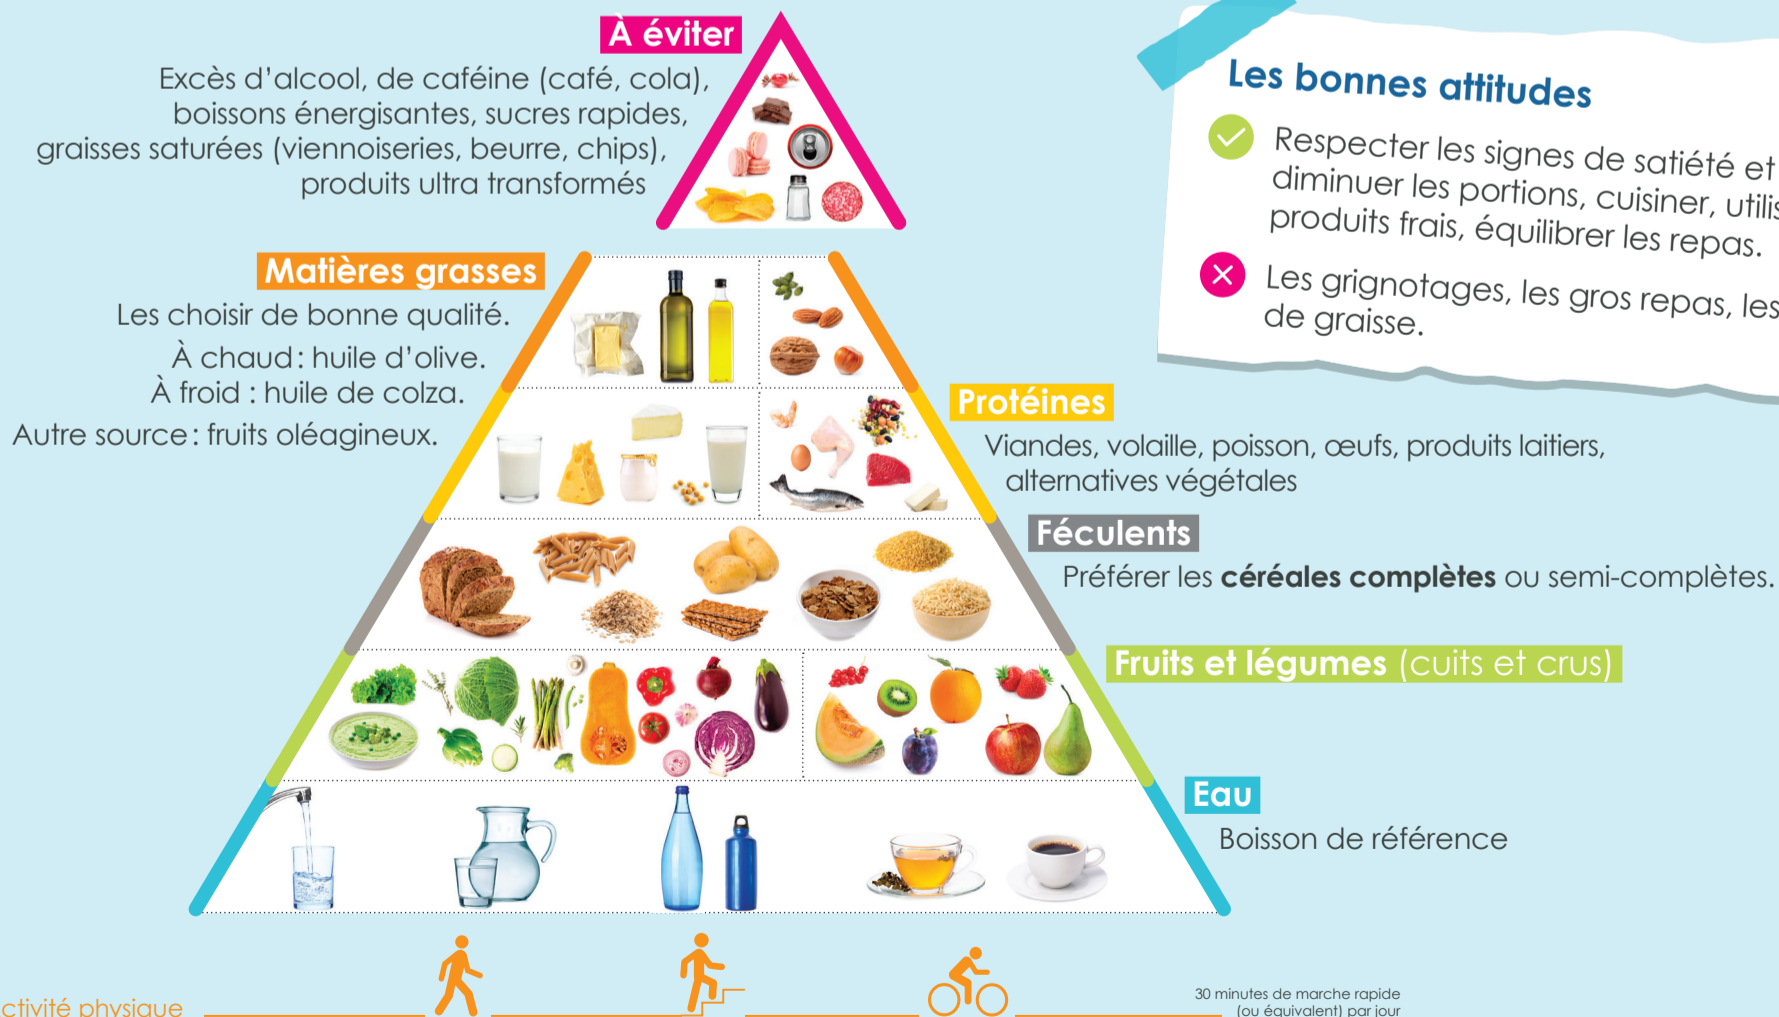 À éviter
Excès d'alcool, de caféine (café, cola),
boissons énergisantes, sucres rapides,
graisses saturées (viennoiseries, beurre, chips),
produits ultra transformés
Les bonnes attitudes
Respecter les signes de satiété et
diminuer les portions, cuisiner,
produits frais, équilibrer les repas.
Les grignotages, les gros repas, les
de graisse.
Matières grasses
Les choisir de bonne qualité.
À chaud : huile d'olive.
À froid : huile de colza.
Autre source : fruits oléagineux.
Protéines
Viandes, volaille, poisson, œufs, produits laitiers,
alternatives végétales
Féculents
Préférer les céréales complètes ou semi-complètes.
Fruits et légumes (cuits et crus)
Eau
Boisson de référence
physique
30 minutes de marche rapide
(ou équivalent) par jour